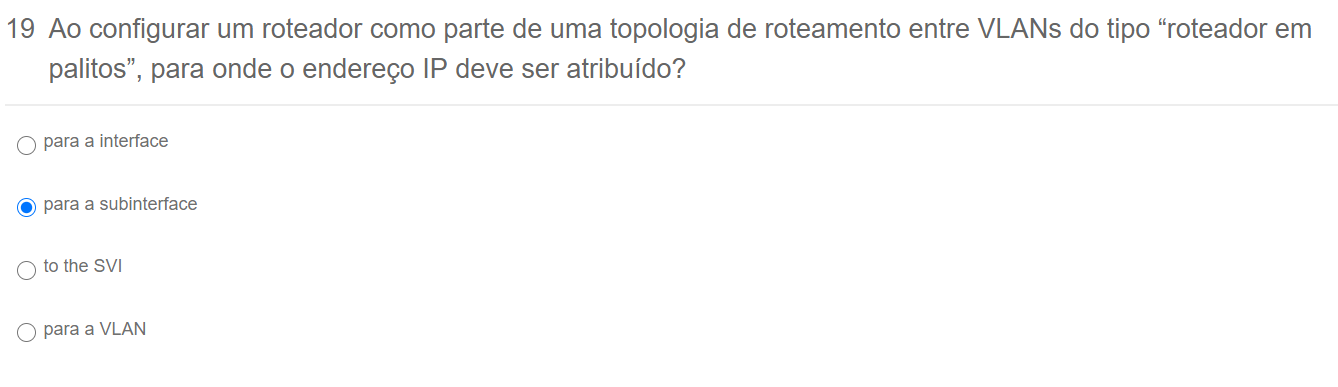 19 Ao configurar um roteador como parte de uma topologia de roteamento entre VLANs do tipo “roteador em
palitos”, para onde o endereço IP deve ser atribuído?
para a interface
para a subinterface
to the SVI
para a VLAN